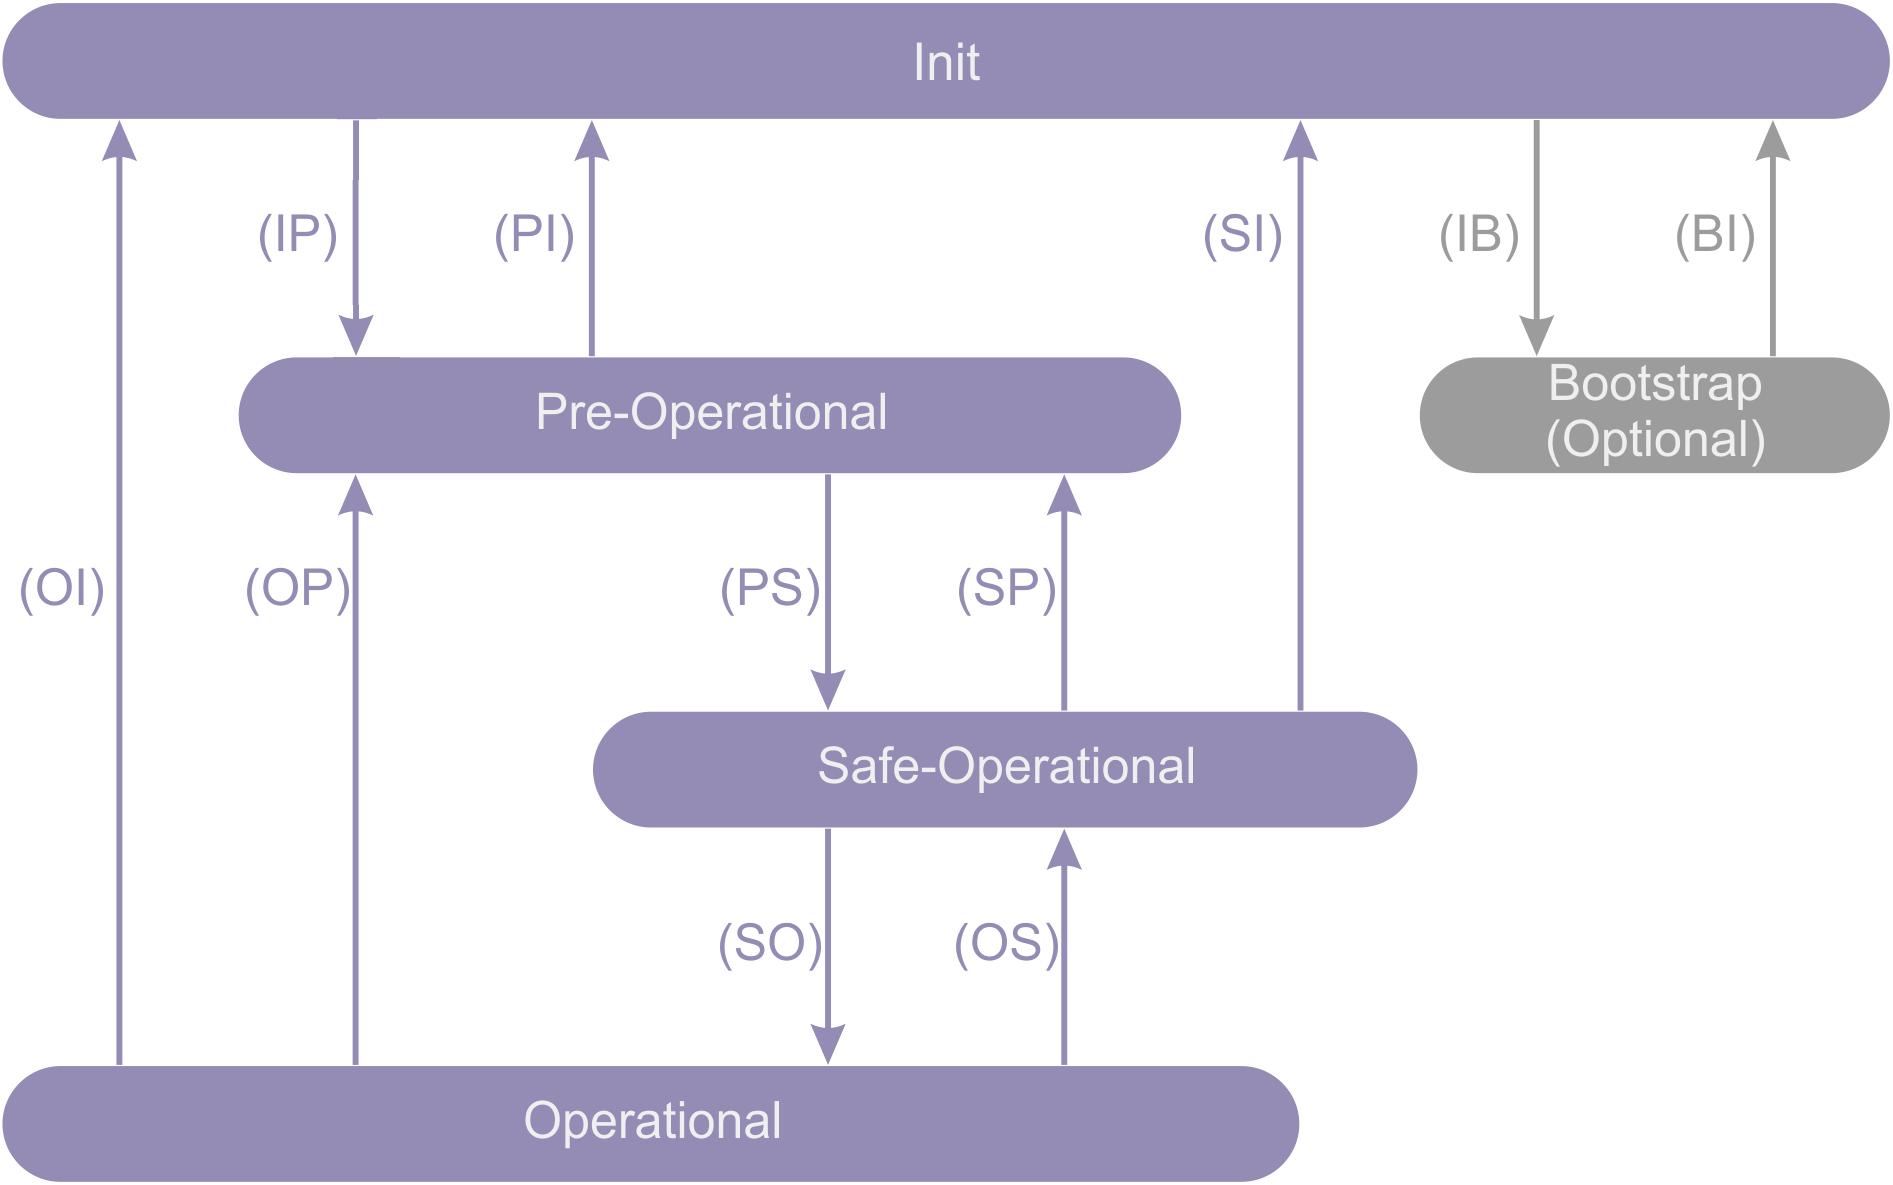 Init
(IP)
(PI)
(SI)
(IB)
(BI)
Pre-Operational
Bootstrap
(Optional)
(OI)
(OP)
(PS)
(SP)
Safe-Operational
(SO)
(OS)
Operational